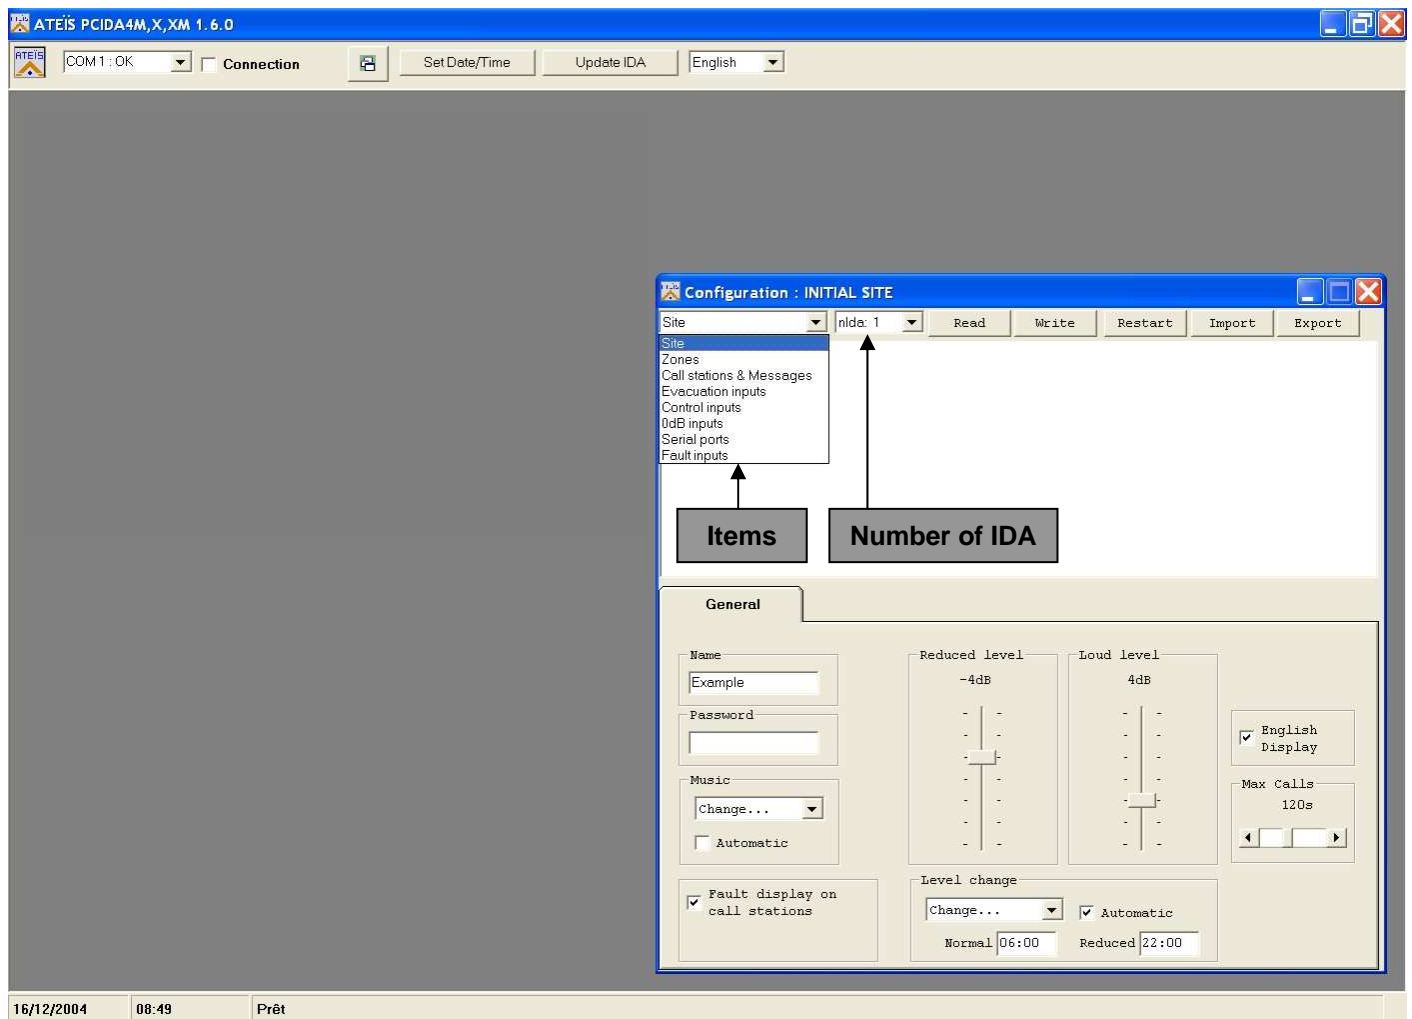 ATEÏS PCIDA4M,X,XM 1.6.0
ATEÏS COM 1 : OK Connection Set Date/Time Update IDA English
Configuration : INITIAL SITE
Site nIda: 1 Read Write Restart Import Export
Site
Zones
Call stations & Messages
Evacuation inputs
Control inputs
0dB inputs
Serial ports
Fault inputs
Items Number of IDA
General
Name
Example
Password
Music
Change...
Automatic
Fault display on
call stations
Reduced level
-4dB
Loud level
4dB
Level change
Change... Automatic
Normal 06:00 Reduced 22:00
English
Display
Max Calls
120s
16/12/2004 08:49 Prêt